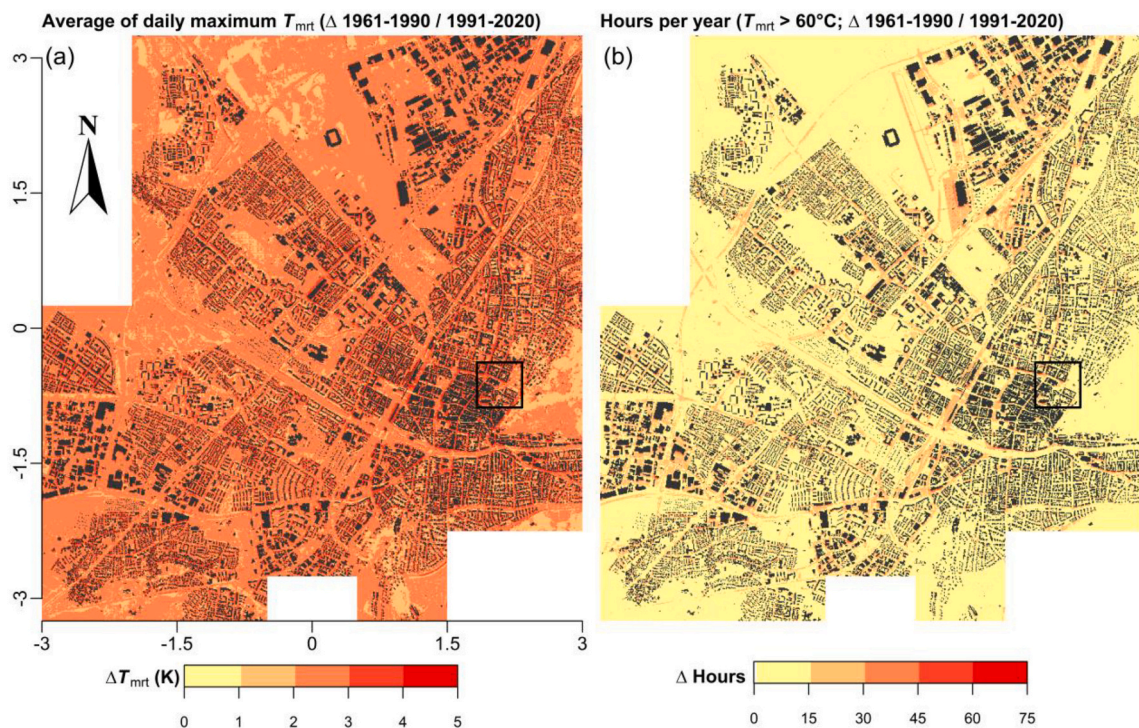 Average of daily maximum Tmrt (Δ 1961-1990 / 1991-2020)
Hours per year (Tmrt > 60°C; Δ 1961-1990 / 1991-2020)
(a)
(b)
N
3
1.5
0
-1.5
-3
-3 -1.5 0 1.5 3
ΔTmrt (K)
0 1 2 3 4 5
Δ Hours
0 15 30 45 60 75